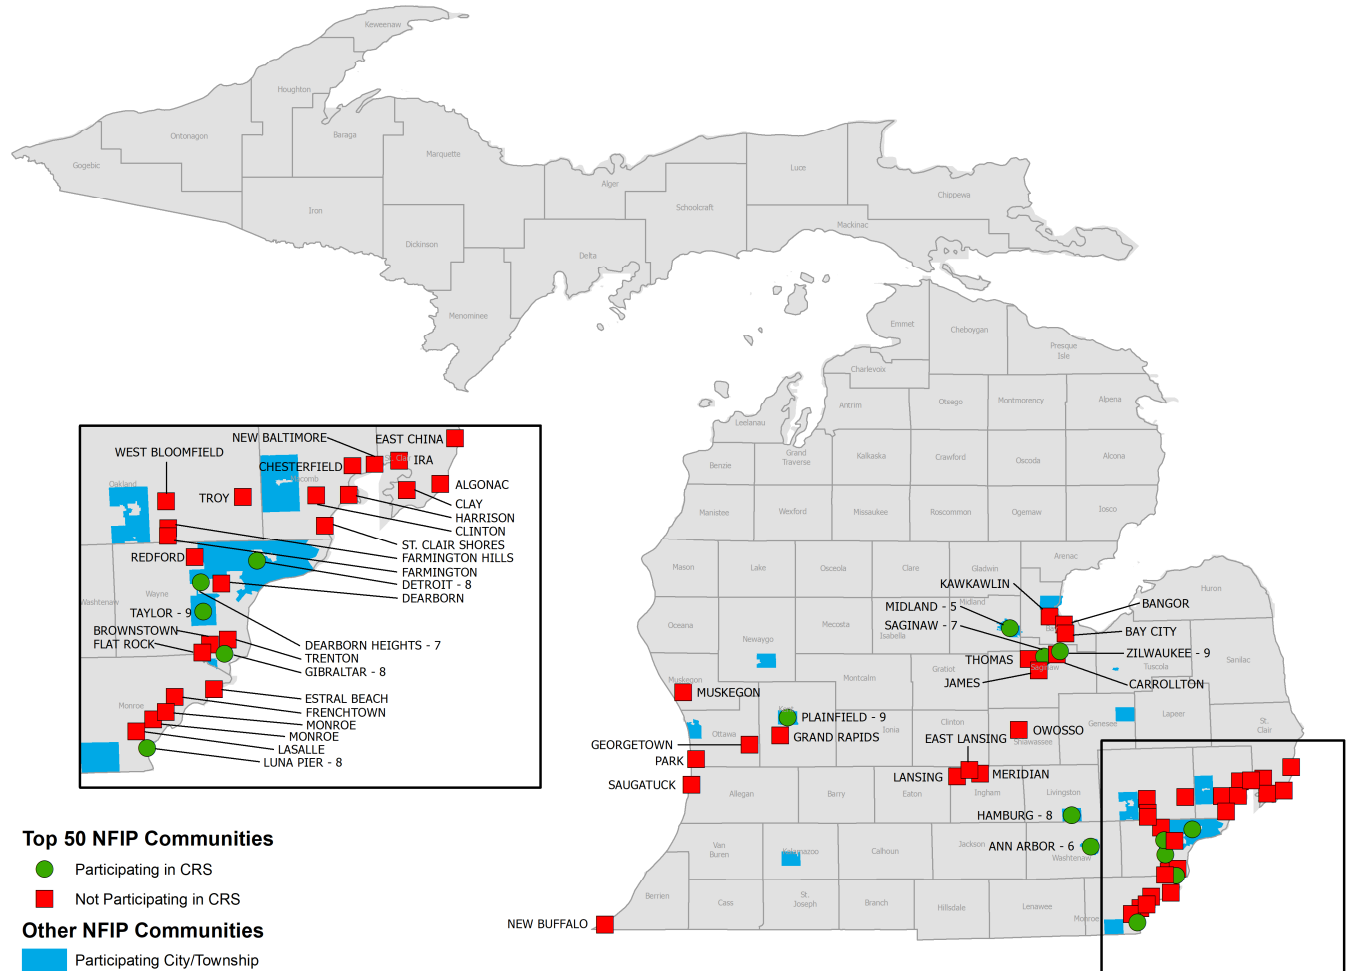 Keweenaw
Houghton
Ontonagon
Baraga
Gogebic
Marquette
Iron
Dickinson
Menominee
Alger
Delta
Schoolcraft
Luce
Mackinac
Chippewa
Emmet
Cheboygan
Presque
Isle
Charlevoix
Antrim
Otsego
Montmorency
Alpena
Leelanau
Benzie
Grand
Traverse
Kalkaska
Crawford
Oscoda
Alcona
Manistee
Wexford
Missaukee
Roscommon
Ogemaw
Iosco
Arenac
Mason
Lake
Osceola
Clare
Gladwin
Huron
Oceana
Newaygo
Mecosta
Isabella
Midland
Muskegon
Montcalm
Gratiot
Saginaw
Tuscola
Sanilac
Ottawa
Kent
Ionia
Clinton
Shiawassee
Genesee
Lapeer
St.
Clair
Allegan
Barry
Eaton
Ingham
Livingston
Van
Buren
Kalamazoo
Calhoun
Jackson
Washtenaw
Berrien
Cass
St.
Joseph
Branch
Hillsdale
Lenawee
Monroe
KAWKAWLIN
BANGOR
MIDLAND - 5
SAGINAW - 7
BAY CITY
THOMAS
ZILWAUKEE - 9
JAMES
CARROLLTON
MUSKEGON
PLAINFIELD - 9
GRAND RAPIDS
GEORGETOWN
PARK
SAUGATUCK
OWOSSO
EAST LANSING
LANSING
MERIDIAN
HAMBURG - 8
ANN ARBOR - 6
NEW BUFFALO
NEW BALTIMORE
EAST CHINA
WEST BLOOMFIELD
CHESTERFIELD
IRA
St. Clair
Oakland
TROY
ALGONAC
CLAY
HARRISON
CLINTON
ST. CLAIR SHORES
FARMINGTON HILLS
FARMINGTON
DETROIT - 8
DEARBORN
REDFORD
Washtenaw
Wayne
TAYLOR - 9
BROWNSTOWN
FLAT ROCK
DEARBORN HEIGHTS - 7
TRENTON
GIBRALTAR - 8
ESTRAL BEACH
FRENCHTOWN
Monroe
MONROE
MONROE
LASALLE
LUNA PIER - 8
Top 50 NFIP Communities
Participating in CRS
Not Participating in CRS
Other NFIP Communities
Participating City/Township